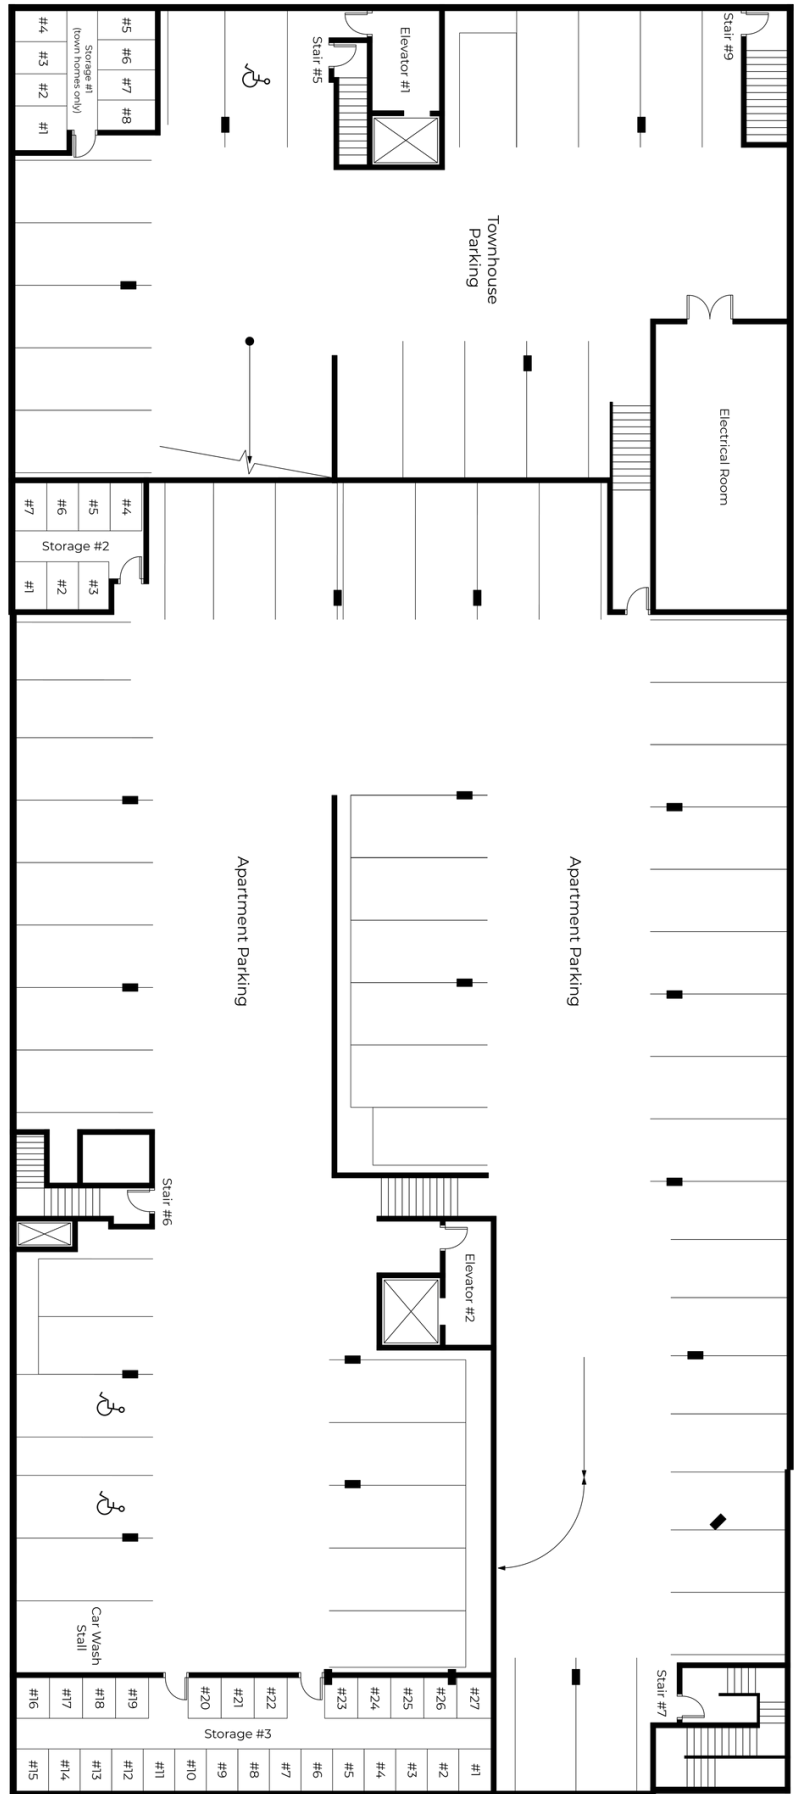 #4
#3
#2
#1
Storage #1
(town homes only)
#5
#6
#7
#8
Stair #5
Elevator #1
Stair #9
Townhouse
Parking
Electrical Room
#7
#6
#5
#4
Storage #2
#1
#2
#3
Apartment Parking
Apartment Parking
Stair #6
Elevator #2
Car Wash
Stall
Stair #7
#16
#17
#18
#19
#20
#21
#22
#23
#24
#25
#26
#27
Storage #3
#15
#14
#13
#12
#11
#10
#9
#8
#7
#6
#5
#4
#3
#2
#1